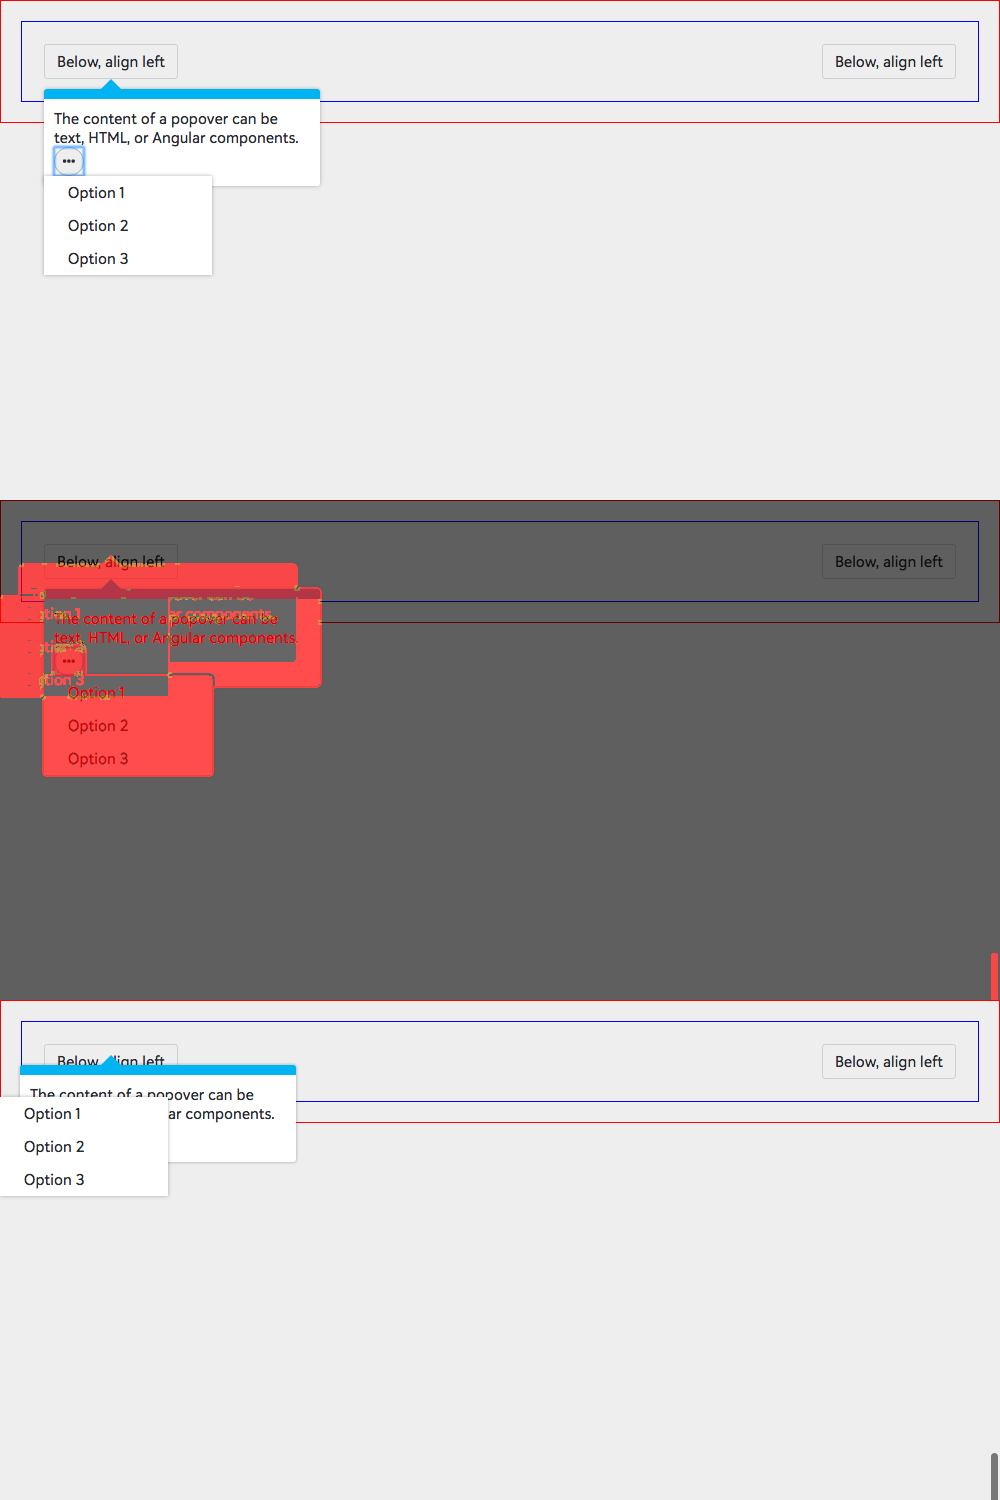 Below, align left
Below, align left
The content of a popover can be
text, HTML, or Angular components.
•••
Option 1
Option 2
Option 3
Below, align left
Below, align left
The content of a popover can be
text, HTML, or Angular components.
•••
Option 1
Option 2
Option 3
Below, align left
Below, align left
The content of a popover can be
ar components.
Option 1
Option 2
Option 3